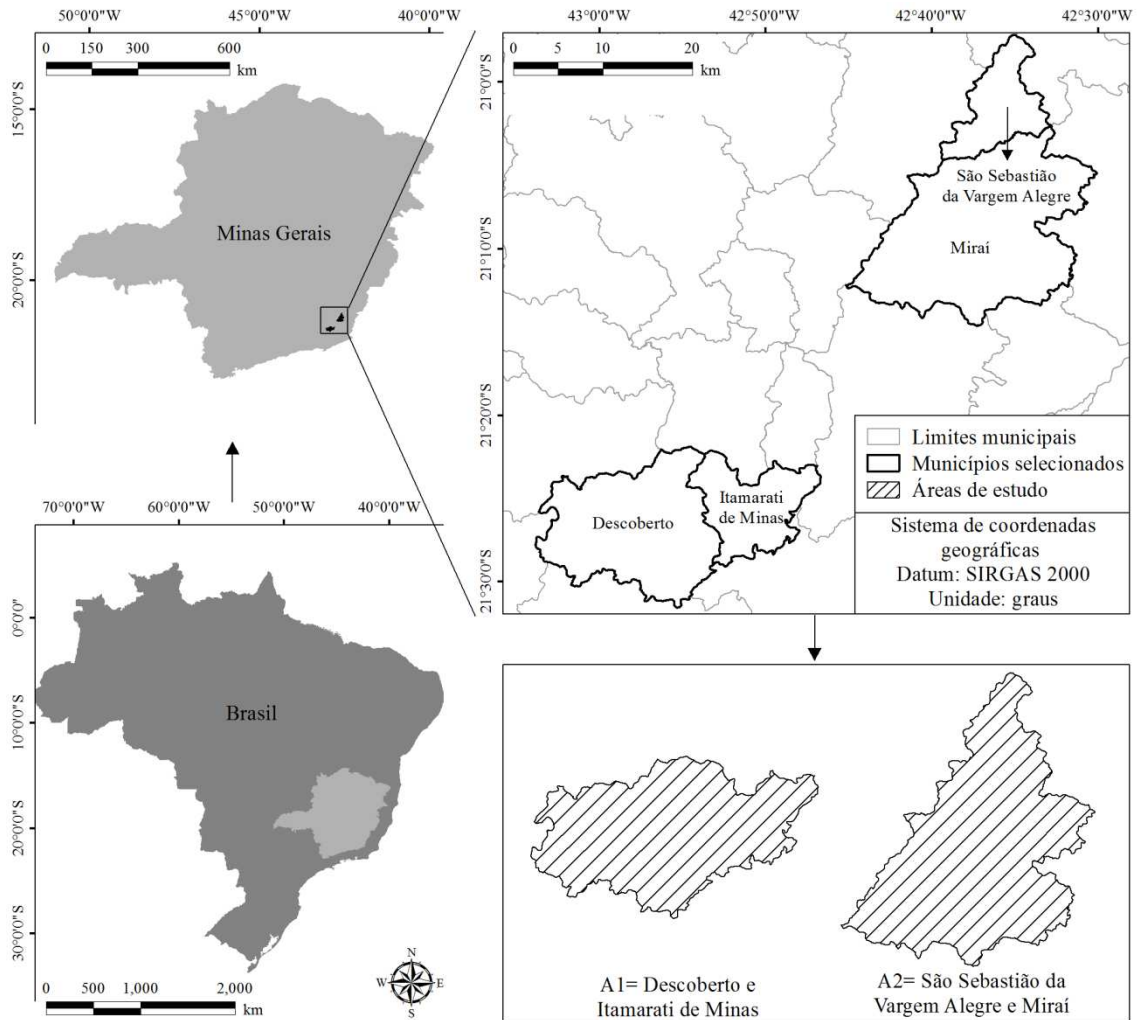 50°0'0"W
45°0'0"W
40°0'0"W
0 150 300 600
km
15°0'0"S
20°0'0"S
Minas Gerais
43°0'0"W
42°50'0"W
42°40'0"W
42°30'0"W
0 5 10 20
km
21°0'0"S
21°10'0"S
21°20'0"S
21°30'0"S
São Sebastião
da Vargem Alegre
Miraí
Descoberto
Itamarati
de Minas
Limites municipais
Municípios selecionados
Áreas de estudo
Sistema de coordenadas
geográficas
Datum: SIRGAS 2000
Unidade: graus
70°0'0"W
60°0'0"W
50°0'0"W
40°0'0"W
0°0'0"
10°0'0"S
20°0'0"S
30°0'0"S
Brasil
0 500 1,000 2,000
km
N
W E
S
A1= Descoberto e
Itamarati de Minas
A2= São Sebastião da
Vargem Alegre e Miraí